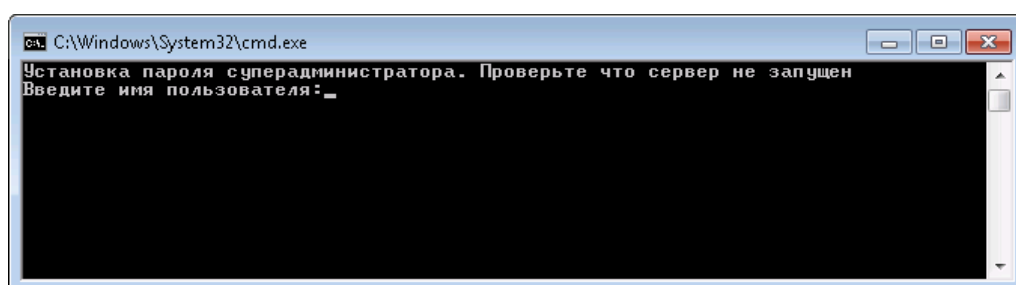 C:\Windows\System32\cmd.exe
Установка пароля суперадминистратора. Проверьте что сервер не запущен
Введите имя пользователя:_